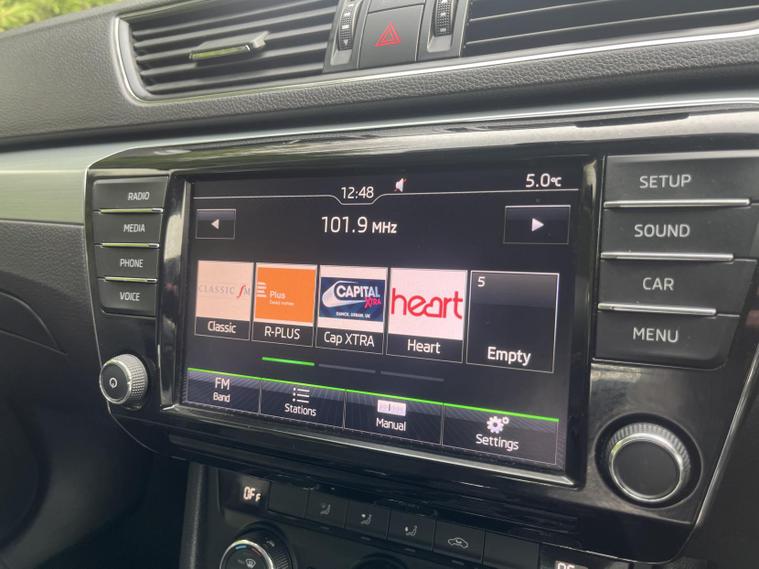 12:48
5.0°C
101.9 MHz
CLASSIC fM
Plus
CAPITAL
XTRA
DANCE. URBAN. UK
heart
5
Classic
R-PLUS
Cap XTRA
Heart
Empty
FM
Band
Stations
Manual
Settings
RADIO
MEDIA
PHONE
VOICE
SETUP
SOUND
CAR
MENU
OFF